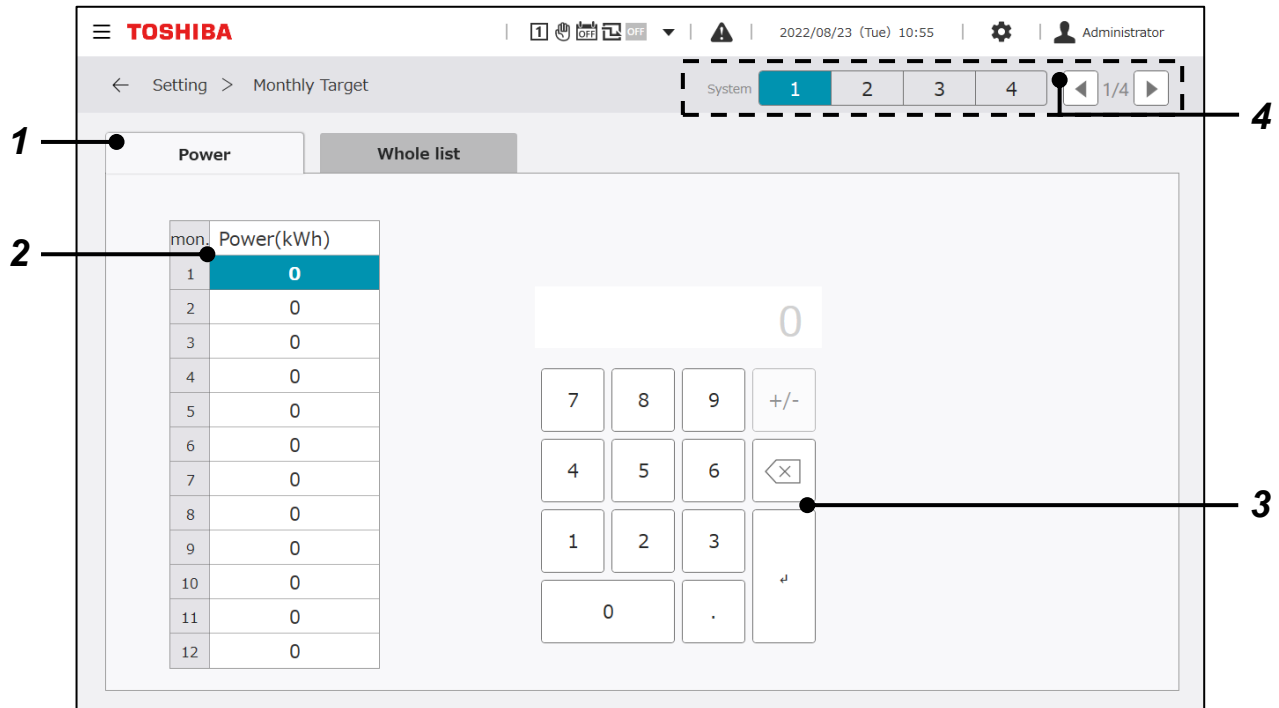 TOSHIBA 1 OFF OFF 2022/08/23 (Tue) 10:55 Administrator
← Setting > Monthly Target System 1 2 3 4 1/4
4
1
Power Whole list
2
mon. Power(kWh)
1 0
2 0
3 0
4 0
5 0
6 0
7 0
8 0
9 0
10 0
11 0
12 0
0
7 8 9 +/-
4 5 6
3
1 2 3
0 .